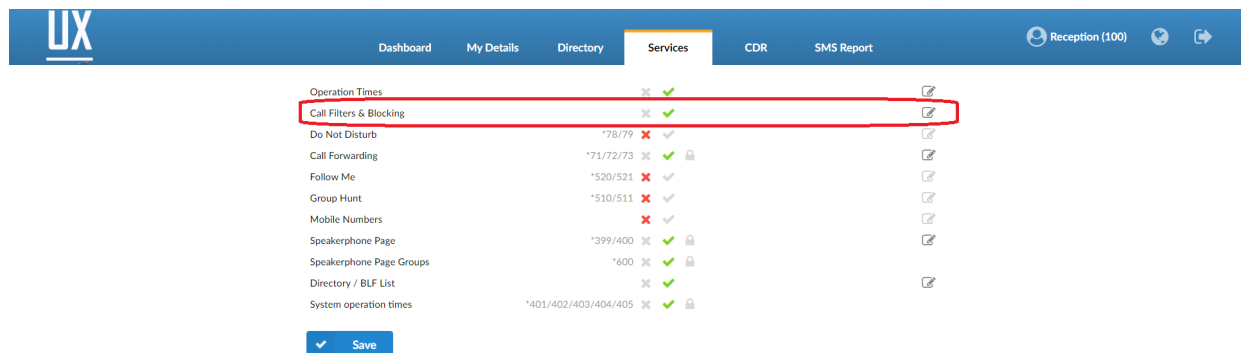 UX
Dashboard My Details Directory Services CDR SMS Report Reception (100)
Operation Times
Call Filters & Blocking
Do Not Disturb *78/79
Call Forwarding *71/72/73
Follow Me *520/521
Group Hunt *510/511
Mobile Numbers
Speakerphone Page *399/400
Speakerphone Page Groups *600
Directory / BLF List
System operation times *401/402/403/404/405
Save